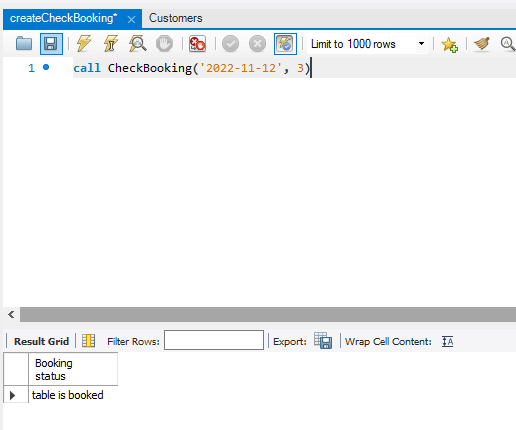 createCheckBooking* × Customers
Limit to 1000 rows
1 call CheckBooking('2022-11-12', 3)
Result Grid Filter Rows: Export: Wrap Cell Content:
Booking
status
table is booked